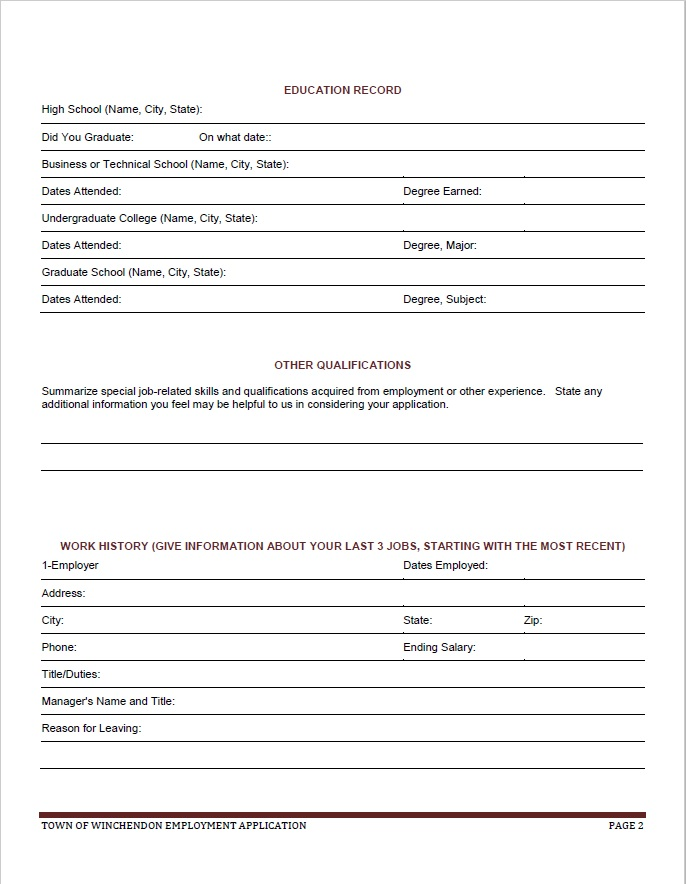 EDUCATION RECORD
High School (Name, City, State):
Did You Graduate: On what date::
Business or Technical School (Name, City, State):
Dates Attended: Degree Earned:
Undergraduate College (Name, City, State):
Dates Attended: Degree, Major:
Graduate School (Name, City, State):
Dates Attended: Degree, Subject:
OTHER QUALIFICATIONS
Summarize special job-related skills and qualifications acquired from employment or other experience. State any
additional information you feel may be helpful to us in considering your application.
WORK HISTORY (GIVE INFORMATION ABOUT YOUR LAST 3 JOBS, STARTING WITH THE MOST RECENT)
1-Employer Dates Employed:
Address:
City: State: Zip:
Phone: Ending Salary:
Title/Duties:
Manager's Name and Title:
Reason for Leaving:
TOWN OF WINCHENDON EMPLOYMENT APPLICATION PAGE 2